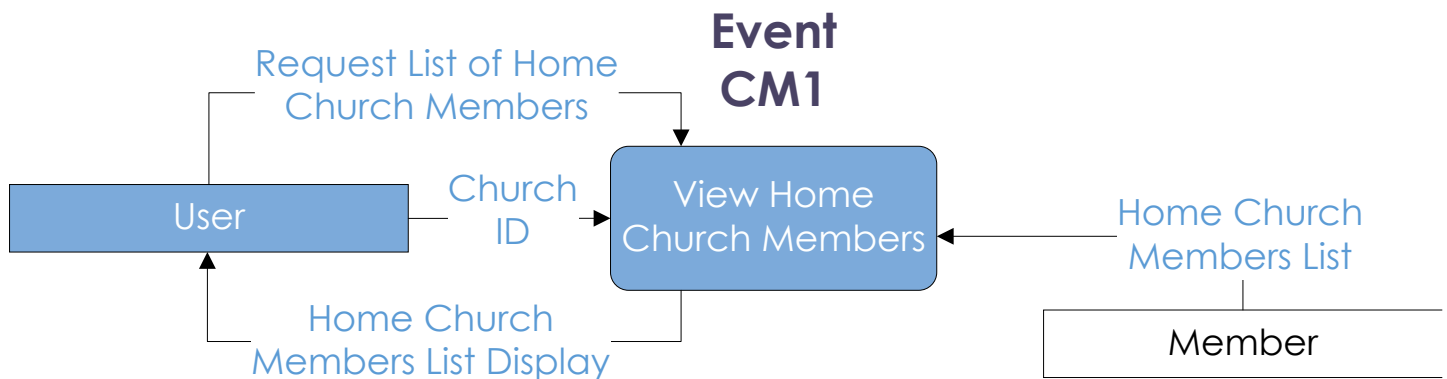 Event
CM1
Request List of Home
Church Members
User
Church
ID
View Home
Church Members
Home Church
Members List
Home Church
Members List Display
Member